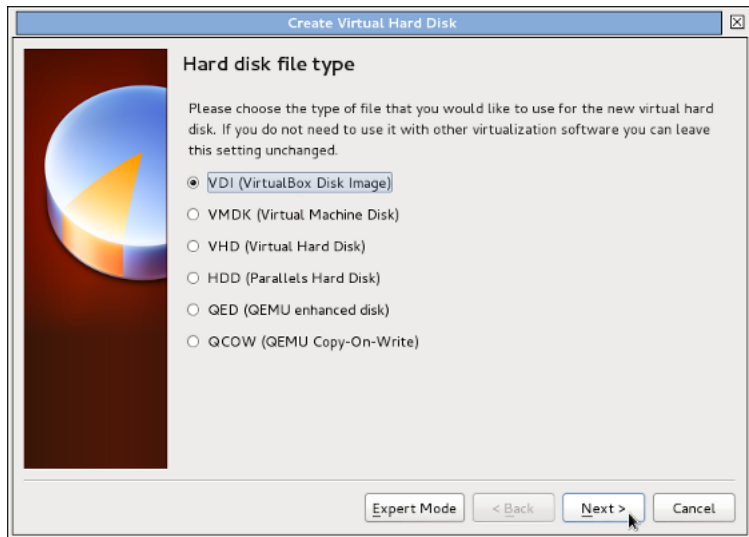 Create Virtual Hard Disk
Hard disk file type
Please choose the type of file that you would like to use for the new virtual hard
disk. If you do not need to use it with other virtualization software you can leave
this setting unchanged.
VDI (VirtualBox Disk Image)
VMDK (Virtual Machine Disk)
VHD (Virtual Hard Disk)
HDD (Parallels Hard Disk)
QED (QEMU enhanced disk)
QCOW (QEMU Copy-On-Write)
Expert Mode < Back Next > Cancel